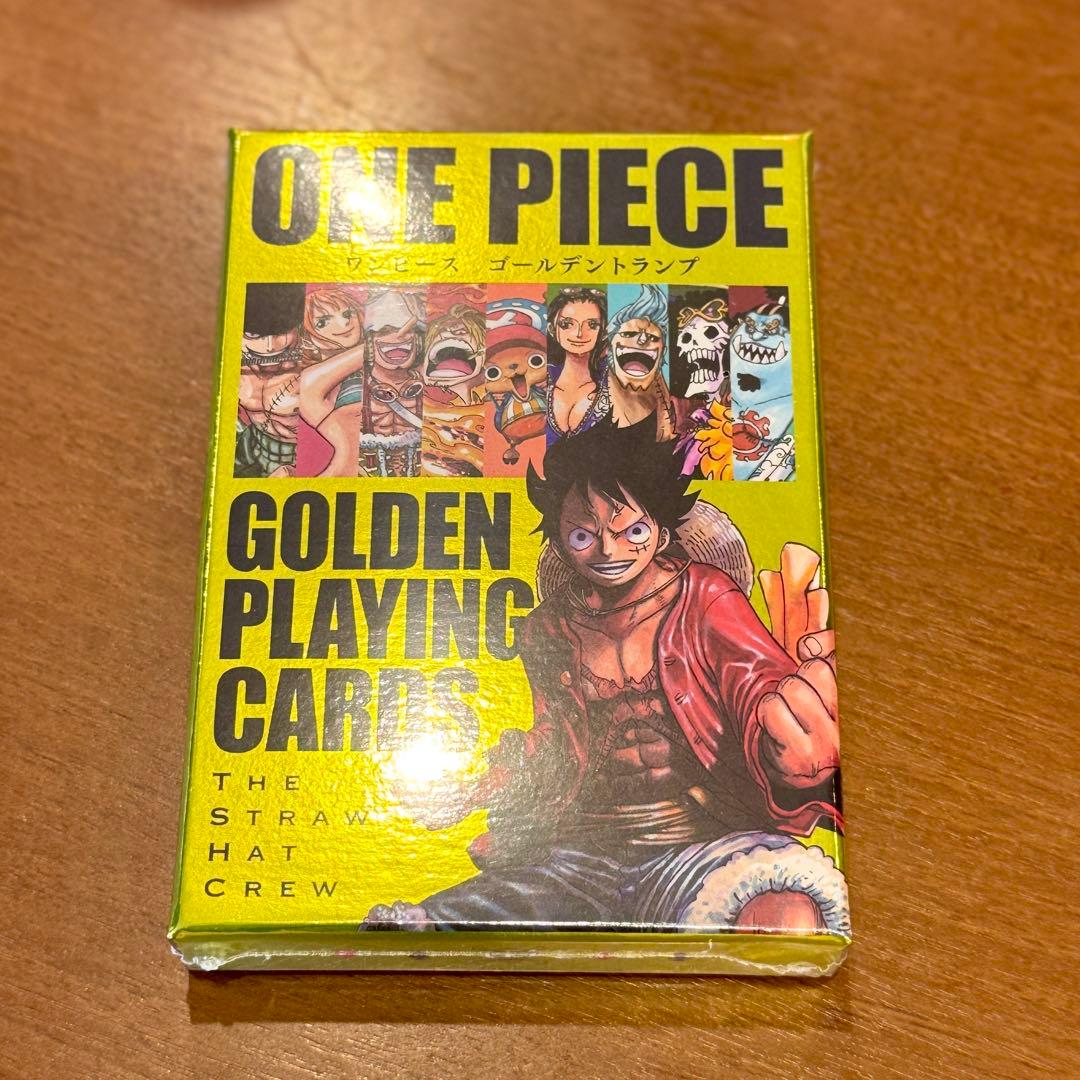 ONE PIECE
ワンピース ゴールデントランプ
GOLDEN
PLAYING
CARDS
THE
STRAW
HAT
CREW